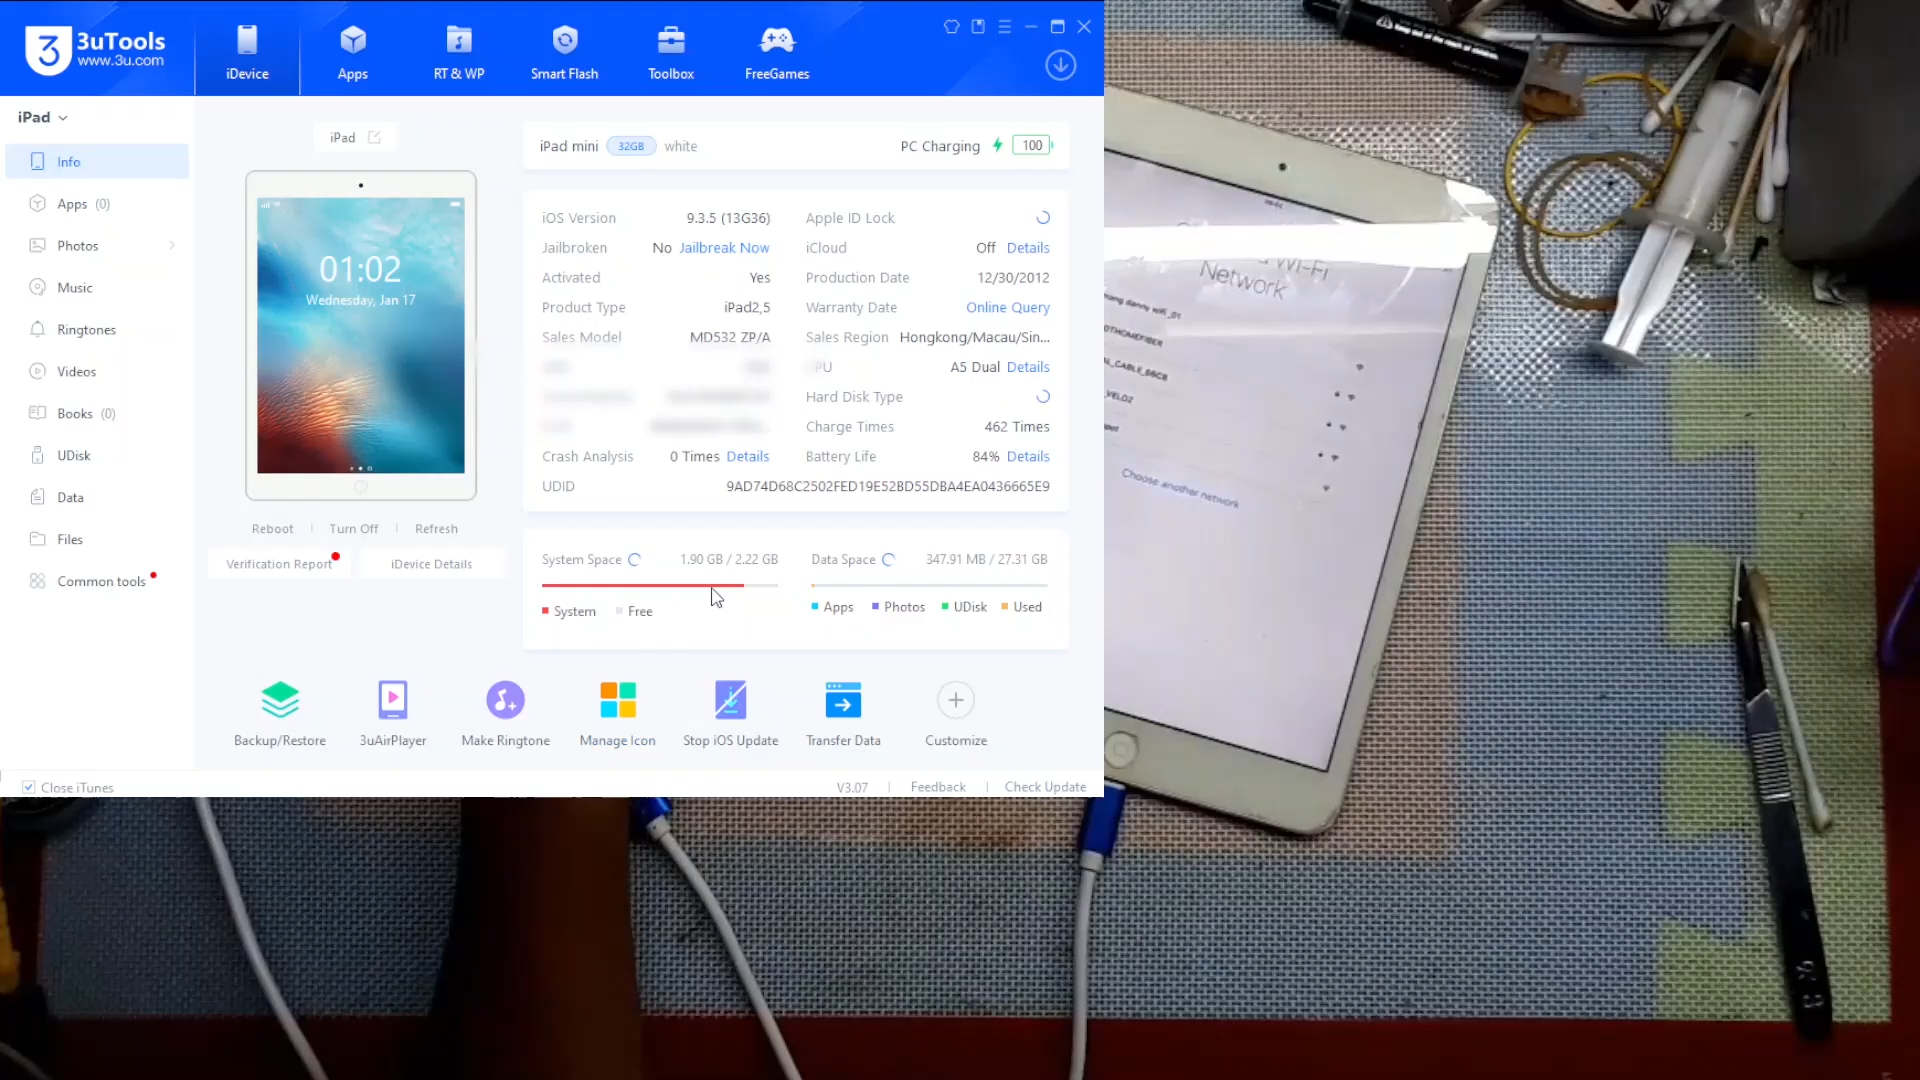 3 3uTools
www.3u.com
iDevice
Apps
RT & WP
Smart Flash
Toolbox
FreeGames
iPad
Info
Apps (0)
Photos
Music
Ringtones
Videos
Books (0)
UDisk
Data
Files
Common tools
iPad
01:02
Wednesday, Jan 17
Reboot
Turn Off
Refresh
Verification Report
iDevice Details
iPad mini 32GB white
PC Charging 100
iOS Version 9.3.5 (13G36)
Apple ID Lock
Jailbroken No Jailbreak Now
iCloud Off Details
Activated Yes
Production Date 12/30/2012
Product Type iPad2,5
Warranty Date Online Query
Sales Model MD532 ZP/A
Sales Region Hongkong/Macau/Sin...
PU A5 Dual Details
Hard Disk Type
Charge Times 462 Times
Crash Analysis 0 Times Details
Battery Life 84% Details
UDID 9AD74D68C2502FED19E52BD55DBA4EA0436665E9
System Space 1.90 GB / 2.22 GB
System Free
Data Space 347.91 MB / 27.31 GB
Apps Photos UDisk Used
Backup/Restore
3uAirPlayer
Make Ringtone
Manage Icon
Stop iOS Update
Transfer Data
Customize
Close iTunes
V3.07
Feedback
Check Update
Wi-Fi
Network
Choose another network